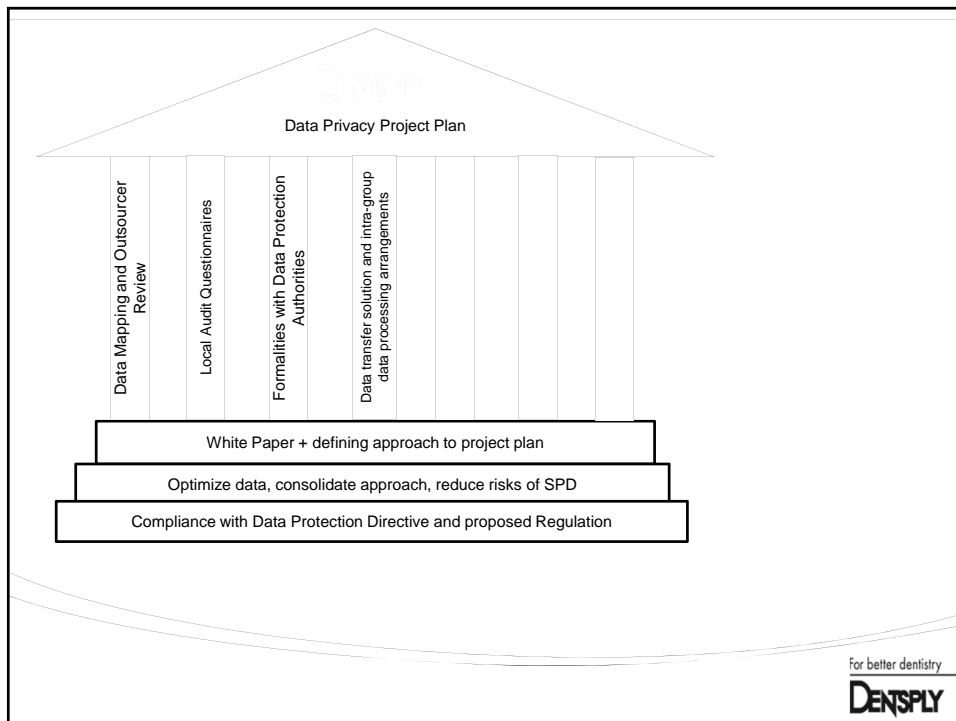 Data Privacy Project Plan
Data Mapping and Outsourcer
Review
Local Audit Questionnaires
Formalities with Data Protection
Authorities
Data transfer solution and intra-group
data processing arrangements
White Paper + defining approach to project plan
Optimize data, consolidate approach, reduce risks of SPD
Compliance with Data Protection Directive and proposed Regulation
For better dentistry
DENTSPLY